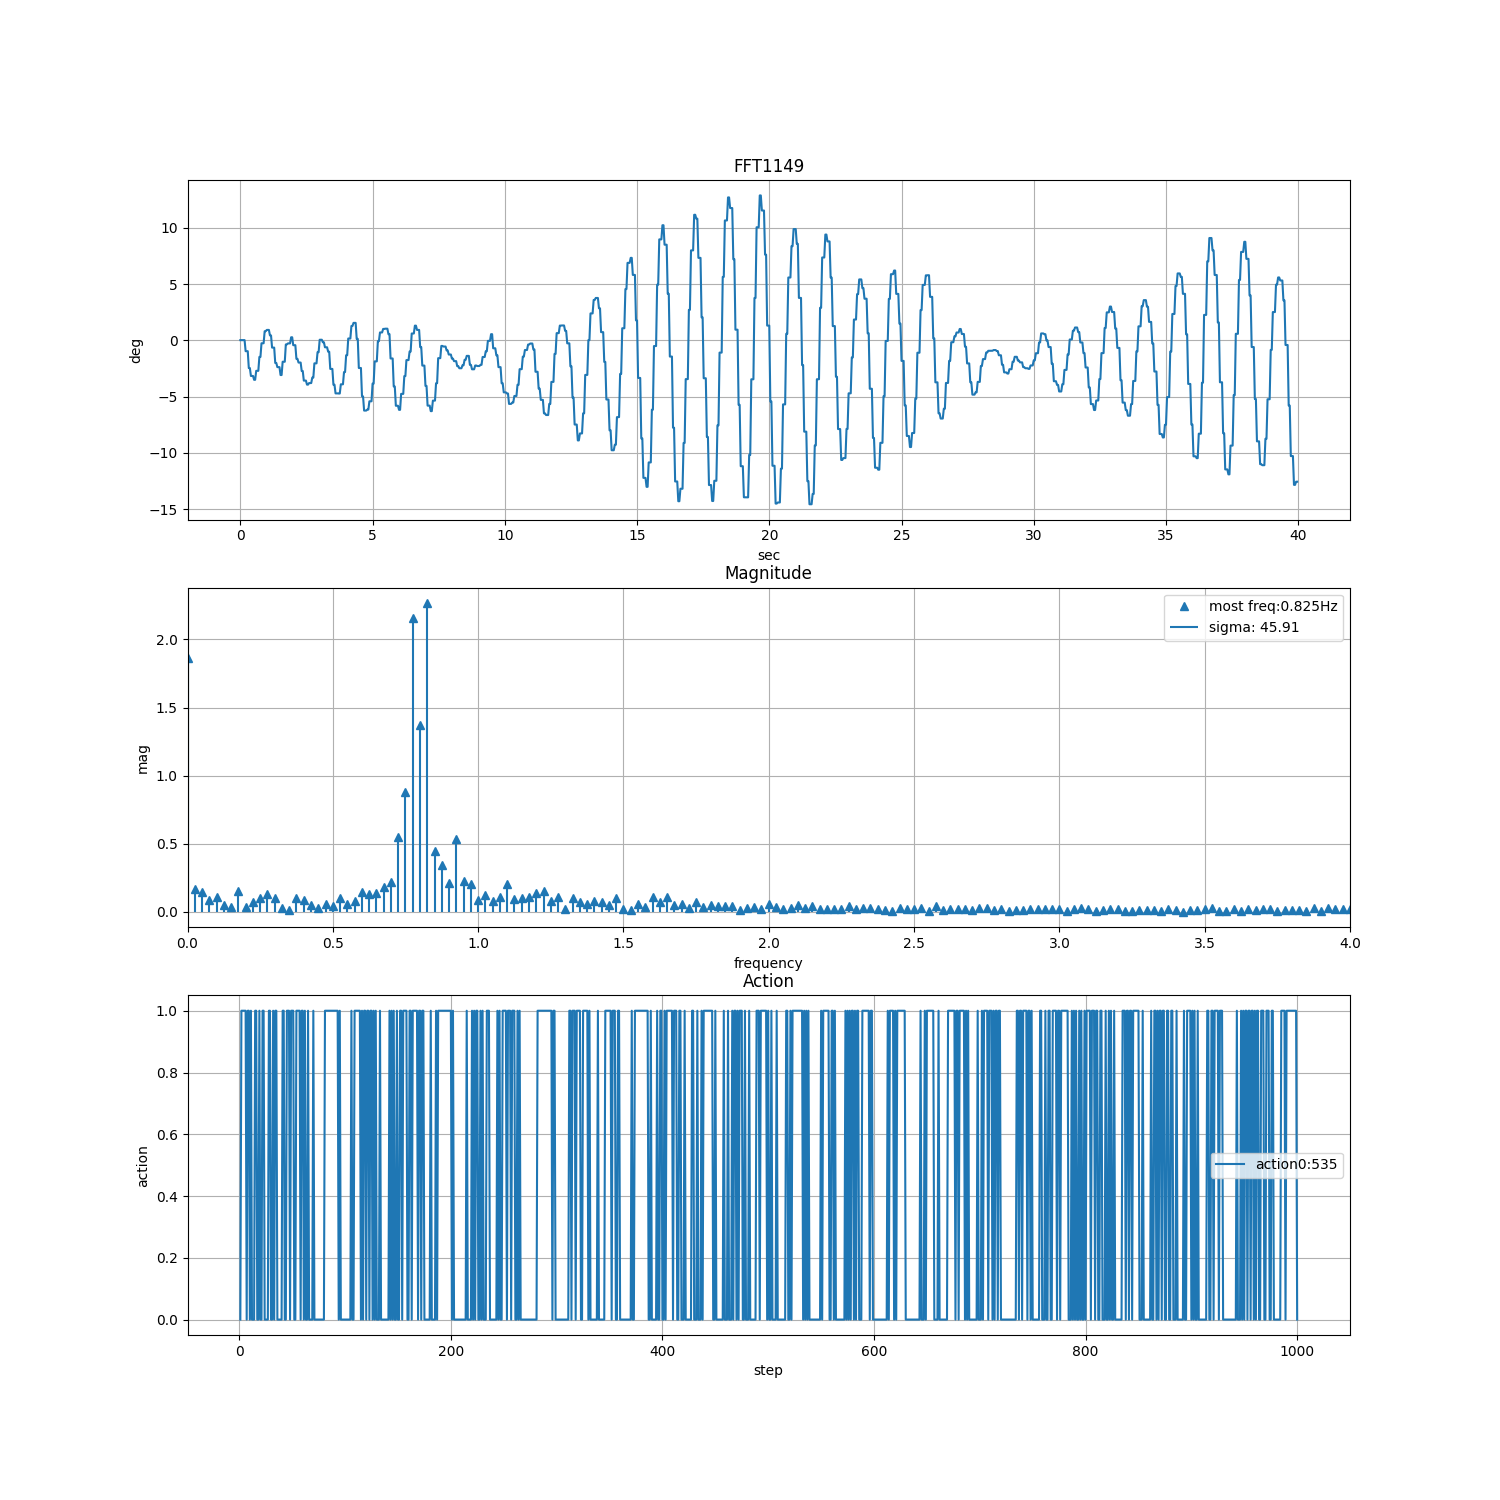 FFT1149
10
5
0
−5
−10
−15
deg
0 5 10 15 20 25 30 35 40
sec
Magnitude
most freq:0.825Hz
sigma: 45.91
2.0
1.5
1.0
0.5
0.0
mag
0.0 0.5 1.0 1.5 2.0 2.5 3.0 3.5 4.0
frequency
Action
1.0
0.8
0.6
0.4
0.2
0.0
action
action0:535
0 200 400 600 800 1000
step